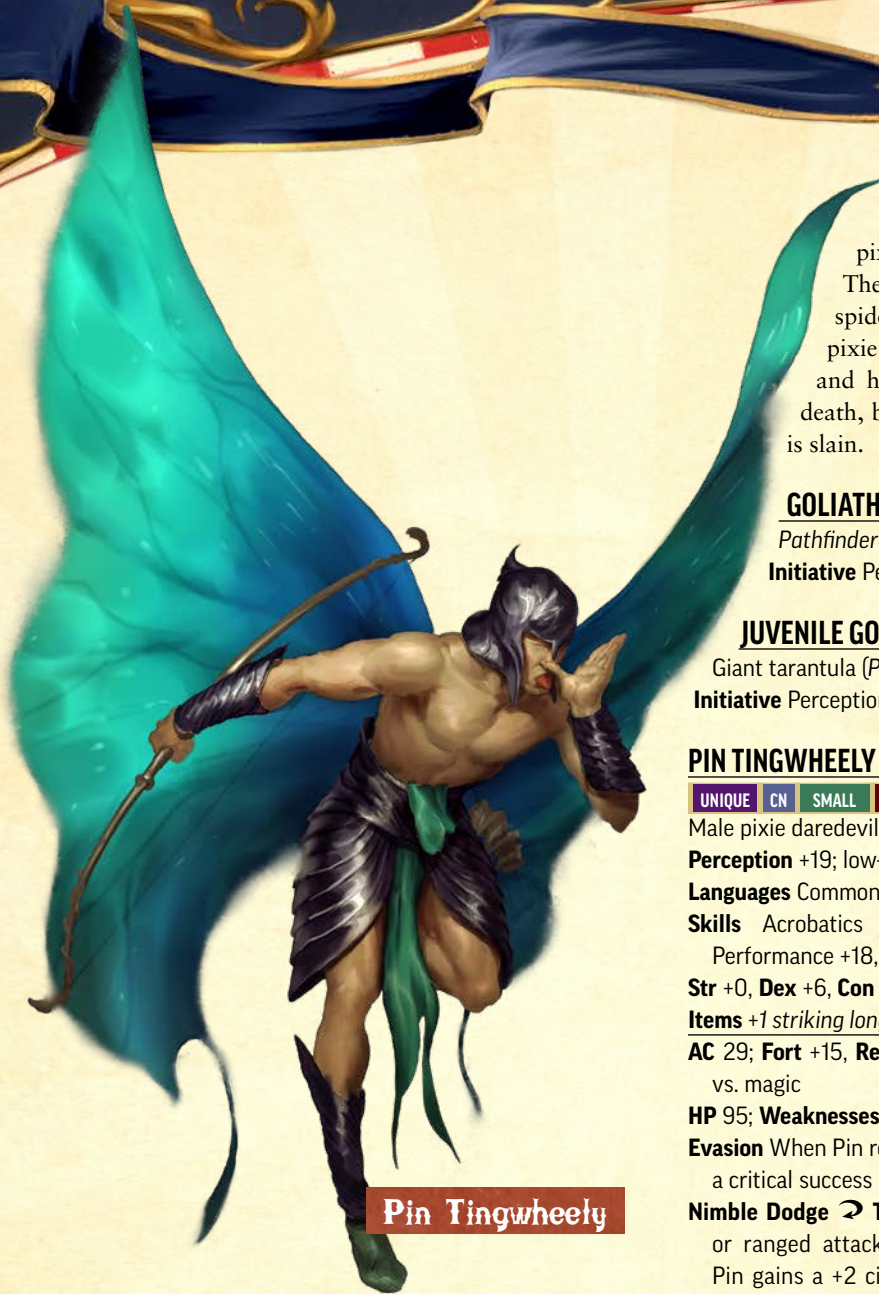 The
spid
pixie
and h
death, b
is slain.
GOLIATH
Pathfinder
Initiative Pe
JUVENILE GO
Giant tarantula (P
Initiative Perception
PIN TINGWHEELY
UNIQUE CN SMALL
Male pixie daredevil
Perception +19; low-
Languages Common
Skills Acrobatics
Performance +18,
Str +0, Dex +6, Con
Items +1 striking lon
AC 29; Fort +15, Re
vs. magic
HP 95; Weaknesses
Evasion When Pin re
a critical success
Nimble Dodge T
or ranged attack
Pin gains a +2 ci
Pin Tingwheely